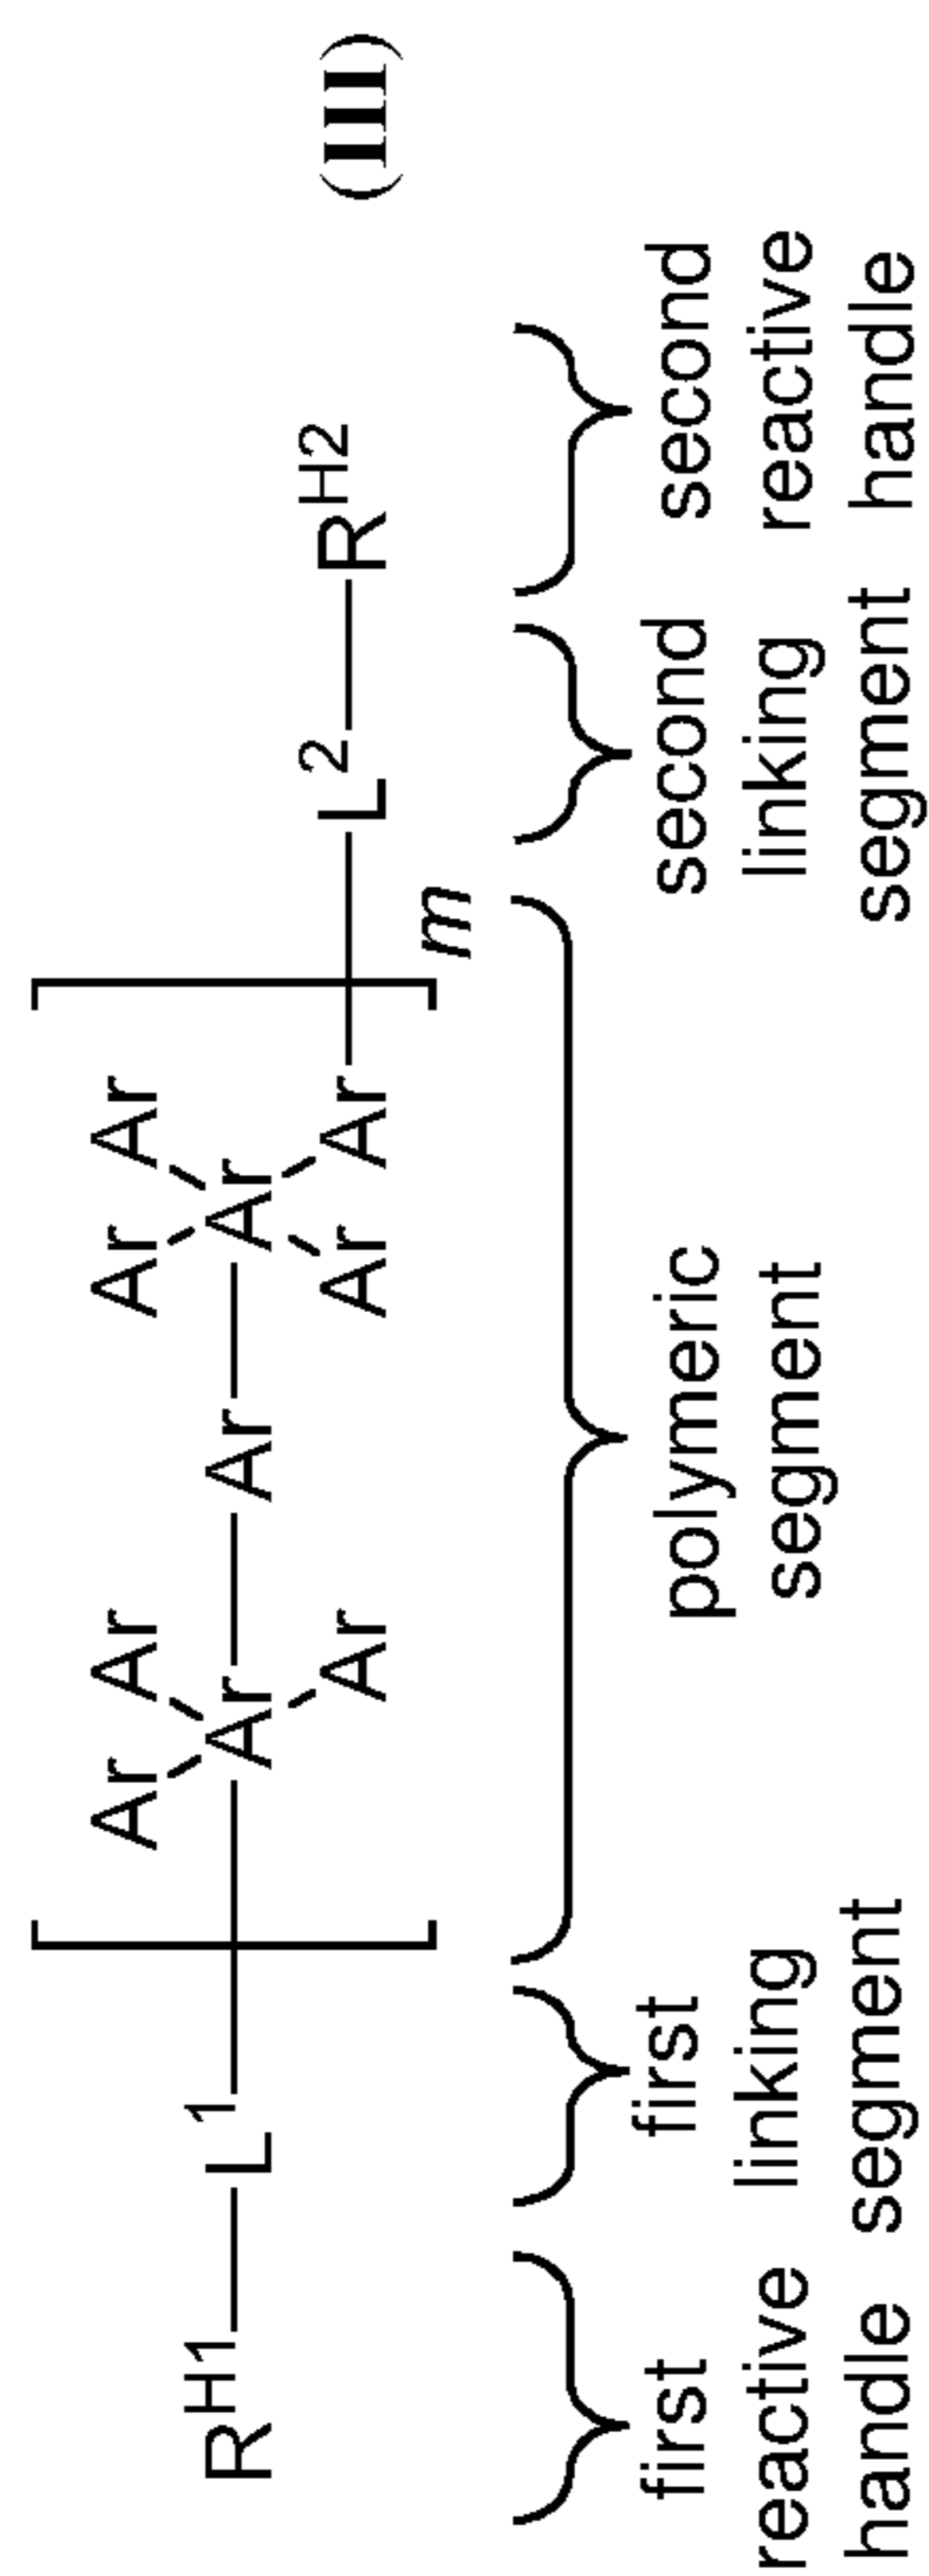 Ar Ar Ar Ar
R^H1 L^1 Ar Ar Ar
Ar Ar Ar L^2 R^H2 (III)
m
first
reactive
handle
first
linking
segment
polymeric
segment
second
linking
segment
second
reactive
handle